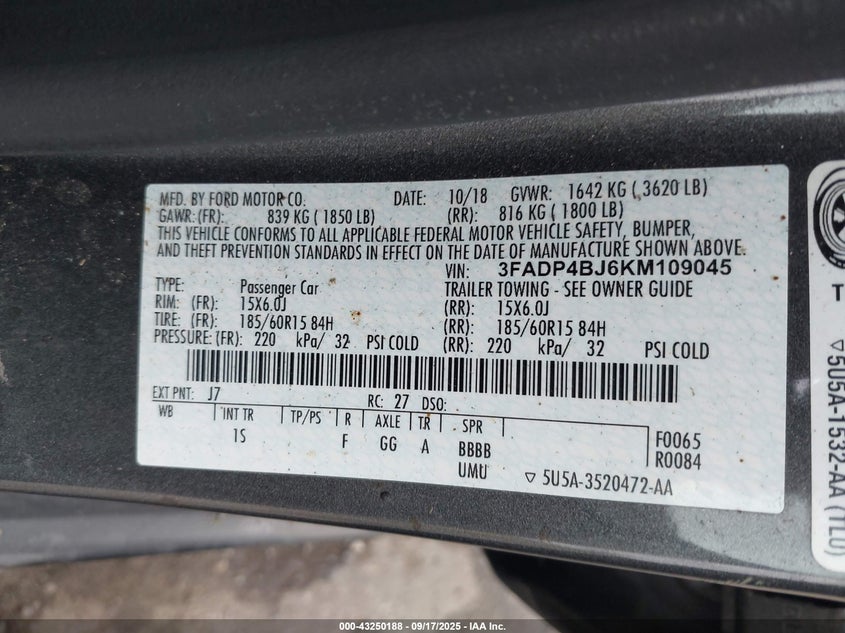 MFD. BY FORD MOTOR CO. DATE: 10/18 GVWR: 1642 KG ( 3620 LB)
GAWR: (FR): 839 KG ( 1850 LB) (RR): 816 KG ( 1800 LB)
THIS VEHICLE CONFORMS TO ALL APPLICABLE FEDERAL MOTOR VEHICLE SAFETY, BUMPER,
AND THEFT PREVENTION STANDARDS IN EFFECT ON THE DATE OF MANUFACTURE SHOWN ABOVE.
VIN: 3FADP4BJ6KM109045
TYPE: Passenger Car TRAILER TOWING - SEE OWNER GUIDE
RIM: (FR): 15X6.0J (RR): 15X6.0J
TIRE: (FR): 185/60R15 84H (RR): 185/60R15 84H
PRESSURE: (FR): 220 kPa/ 32 PSI COLD (RR): 220 kPa/ 32 PSI COLD
EXT PNT: J7 RC: 27 DSO:
WB INT TR TP/PS R AXLE TR SPR
1S F GG A BBBB
UMU
F0065
R0084
▽ 5U5A-3520472-AA
T
▽5U5A-1532-AA (TLU)
000-43250188 - 09/17/2025 - IAA Inc.